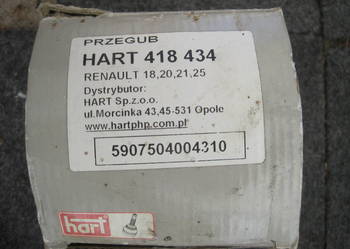 PRZEGUB
HART 418 434
RENAULT 18,20,21,25
Dystrybutor:
HART Sp.z.o.o.
ul.Morcinka 43,45-531 Opole
www.hartphp.com.pl
5907504004310
hart